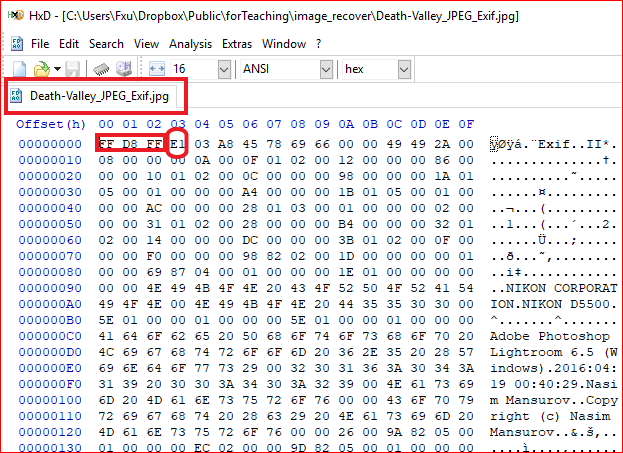 HxD - [C:\Users\Fxu\Dropbox\Public\forTeaching\image_recover\Death-Valley_JPEG_Exif.jpg]
File Edit Search View Analysis Extras Window ?
16 ANSI hex
Death-Valley_JPEG_Exif.jpg
Offset(h) 00 01 02 03 04 05 06 07 08 09 0A 0B 0C 0D 0E 0F
00000000 FF D8 FF E1 03 A8 45 78 69 66 00 00 49 49 2A 00 ÿØÿá.¨Exif..II*.
00000010 08 00 00 00 0A 00 0F 01 02 00 12 00 00 00 86 00 ..............†.
00000020 00 00 10 01 02 00 0C 00 00 00 98 00 00 00 1A 01 ..........˜.....
00000030 05 00 01 00 00 00 A4 00 00 00 1B 01 05 00 01 00 ......¤.........
00000040 00 00 AC 00 00 00 28 01 03 00 01 00 00 00 02 00 ..¬...(.........
00000050 00 00 31 01 02 00 28 00 00 00 B4 00 00 00 32 01 ..1...(...´...2.
00000060 02 00 14 00 00 00 DC 00 00 00 3B 01 02 00 0F 00 ......Ü...;.....
00000070 00 00 F0 00 00 00 98 82 02 00 1D 00 00 00 00 01 ..ð...˜‚........
00000080 00 00 69 87 04 00 01 00 00 00 1E 01 00 00 00 00 ..i‡............
00000090 00 00 4E 49 4B 4F 4E 20 43 4F 52 50 4F 52 41 54 ..NIKON CORPORAT
000000A0 49 4F 4E 00 4E 49 4B 4F 4E 20 44 35 35 30 30 00 ION.NIKON D5500.
000000B0 5E 01 00 00 01 00 00 00 5E 01 00 00 01 00 00 00 ^.......^.......
000000C0 41 64 6F 62 65 20 50 68 6F 74 6F 73 68 6F 70 20 Adobe Photoshop
000000D0 4C 69 67 68 74 72 6F 6F 6D 20 36 2E 35 20 28 57 Lightroom 6.5 (W
000000E0 69 6E 64 6F 77 73 29 00 32 30 31 36 3A 30 34 3A indows).2016:04:
000000F0 31 39 20 30 30 3A 34 30 3A 32 39 00 4E 61 73 69 19 00:40:29.Nasi
00000100 6D 20 4D 61 6E 73 75 72 6F 76 00 00 43 6F 70 79 m Mansurov..Copy
00000110 72 69 67 68 74 20 28 63 29 20 4E 61 73 69 6D 20 right (c) Nasim
00000120 4D 61 6E 73 75 72 6F 76 00 00 26 00 9A 82 05 00 Mansurov..&.š‚..
00000130 01 00 00 00 EC 02 00 00 9D 82 05 00 01 00 00 00 ....ì....‚......